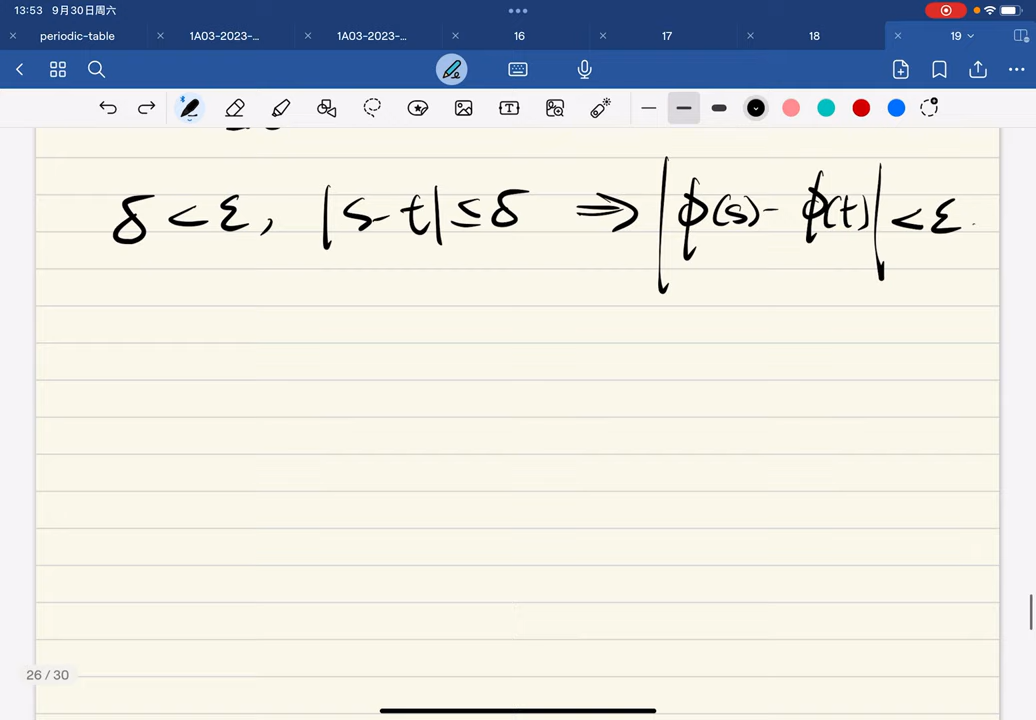 13:53 9月30日周六
periodic-table 1A03-2023-... 1A03-2023-... 16 17 18 19
δ < ε, |s-t| ≤ δ ⇒ |ϕ(s) - ϕ(t)| < ε.
26 / 30